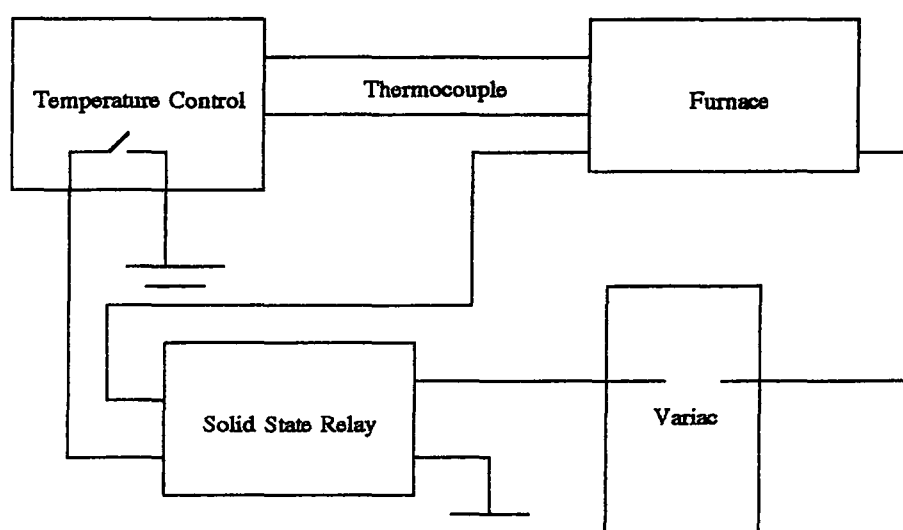 Temperature Control
Thermocouple
Furnace
Solid State Relay
Variac